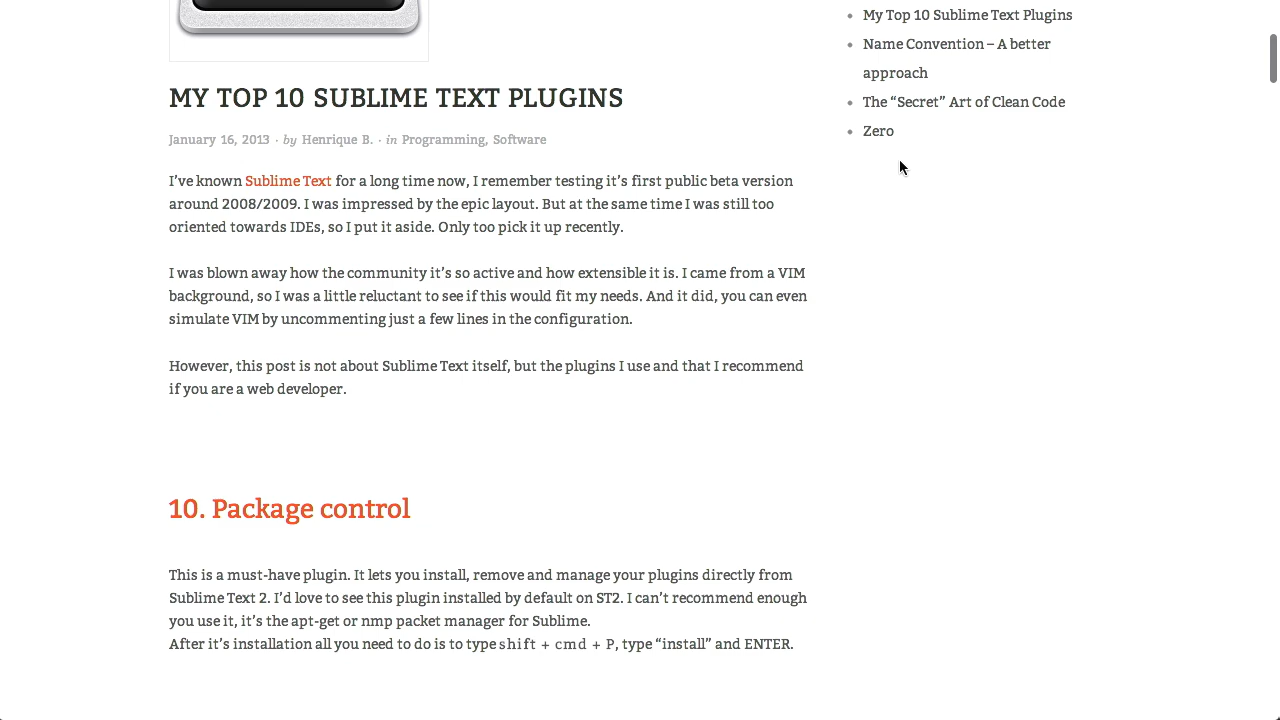 MY TOP 10 SUBLIME TEXT PLUGINS
January 16, 2013 · by Henrique B. · in Programming, Software
I’ve known Sublime Text for a long time now, I remember testing it’s first public beta version
around 2008/2009. I was impressed by the epic layout. But at the same time I was still too
oriented towards IDEs, so I put it aside. Only too pick it up recently.
I was blown away how the community it’s so active and how extensible it is. I came from a VIM
background, so I was a little reluctant to see if this would fit my needs. And it did, you can even
simulate VIM by uncommenting just a few lines in the configuration.
However, this post is not about Sublime Text itself, but the plugins I use and that I recommend
if you are a web developer.
10. Package control
This is a must-have plugin. It lets you install, remove and manage your plugins directly from
Sublime Text 2. I’d love to see this plugin installed by default on ST2. I can’t recommend enough
you use it, it’s the apt-get or nmp packet manager for Sublime.
After it’s installation all you need to do is to type shift + cmd + P, type “install” and ENTER.
My Top 10 Sublime Text Plugins
Name Convention – A better
approach
The “Secret” Art of Clean Code
Zero